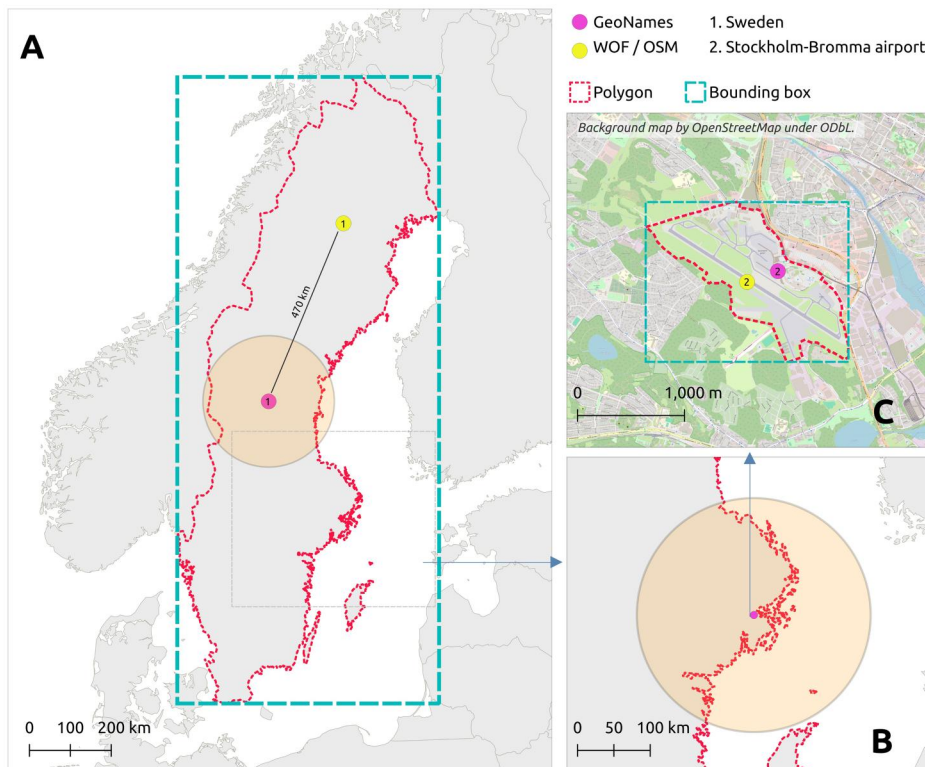 A
GeoNames
1. Sweden
WOF / OSM
2. Stockholm-Bromma airport
Polygon
Bounding box
Background map by OpenStreetMap under ODbL.
1
470 km
1
2
2
0 1,000 m
C
0 100 200 km
0 50 100 km
B